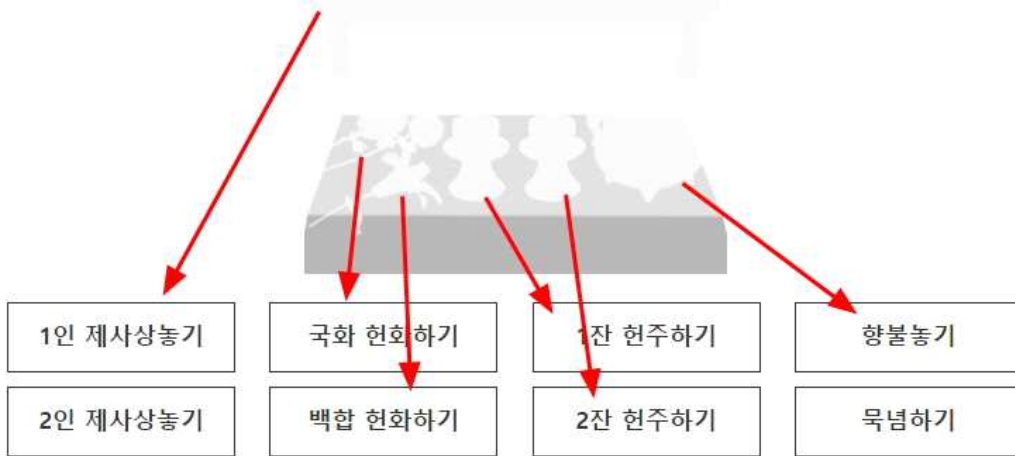 1인 제사상놓기
국화 헌화하기
1잔 헌주하기
향불놓기
2인 제사상놓기
백합 헌화하기
2잔 헌주하기
묵념하기